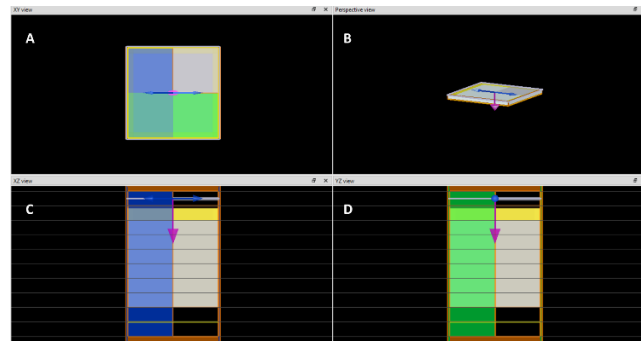 XY view
Perspective view
A
B
XZ view
YZ view
C
D